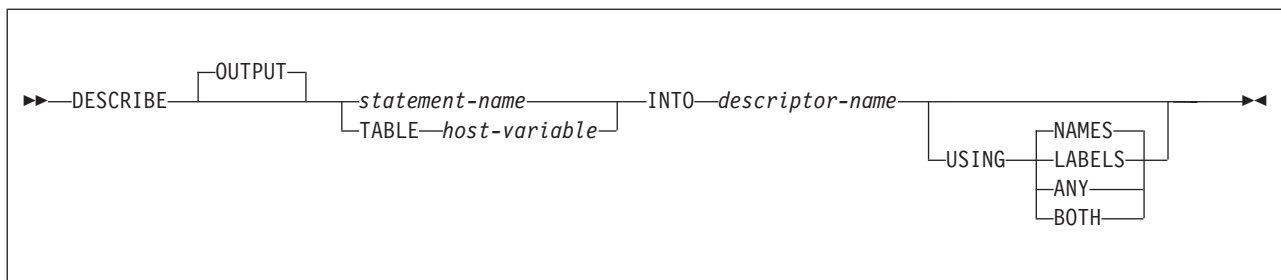 OUTPUT
DESCRIBE statement-name INTO descriptor-name
TABLE host-variable
NAMES
USING LABELS
ANY
BOTH